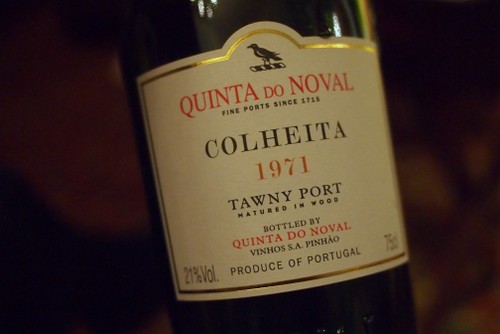 QUINTA DO NOVAL
FINE PORTS SINCE 1715
COLHEITA
1971
TAWNY PORT
MATURED IN WOOD
BOTTLED BY
QUINTA DO NOVAL
VINHOS S.A. PINHÃO
21%Vol. PRODUCE OF PORTUGAL 75cl